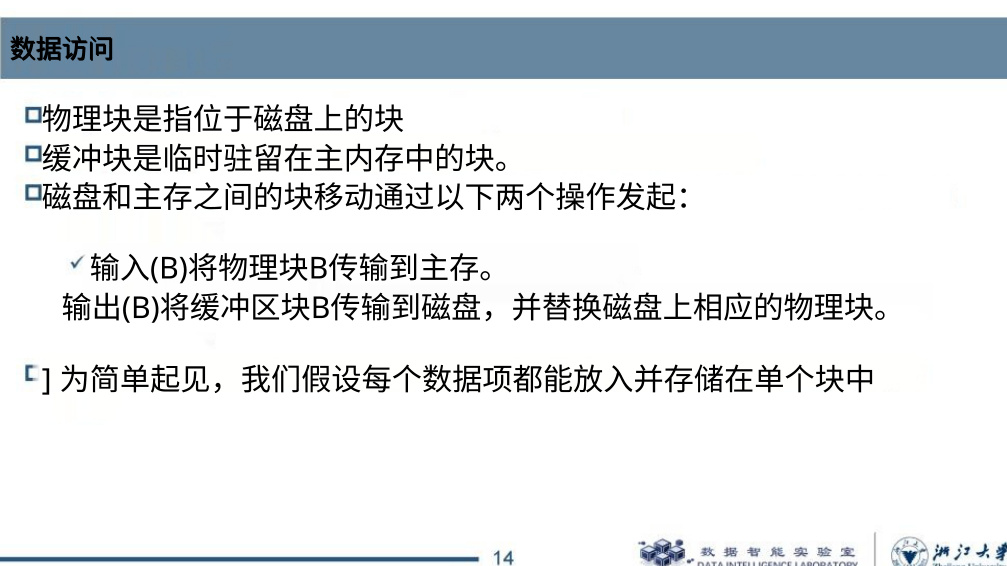 数据访问
物理块是指位于磁盘上的块
缓冲块是临时驻留在主内存中的块。
磁盘和主存之间的块移动通过以下两个操作发起：
输入(B)将物理块B传输到主存。
输出(B)将缓冲区块B传输到磁盘，并替换磁盘上相应的物理块。
] 为简单起见，我们假设每个数据项都能放入并存储在单个块中
14
数据智能实验室
DATA INTELLIGENCE LABORATORY
浙江大学